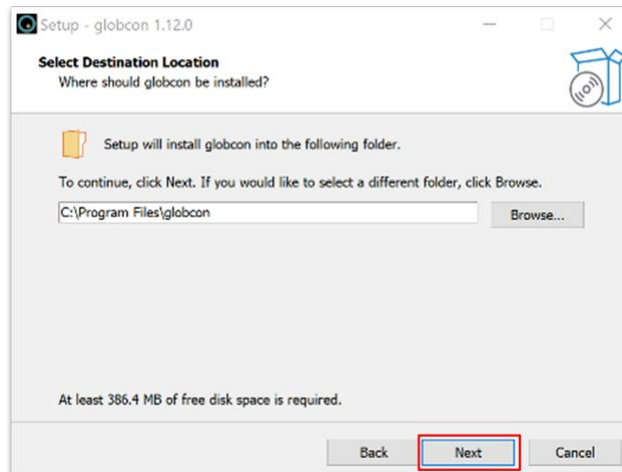 Setup - globcon 1.12.0
Select Destination Location
Where should globcon be installed?
Setup will install globcon into the following folder.
To continue, click Next. If you would like to select a different folder, click Browse.
C:\Program Files\globcon
Browse...
At least 386.4 MB of free disk space is required.
Back
Next
Cancel